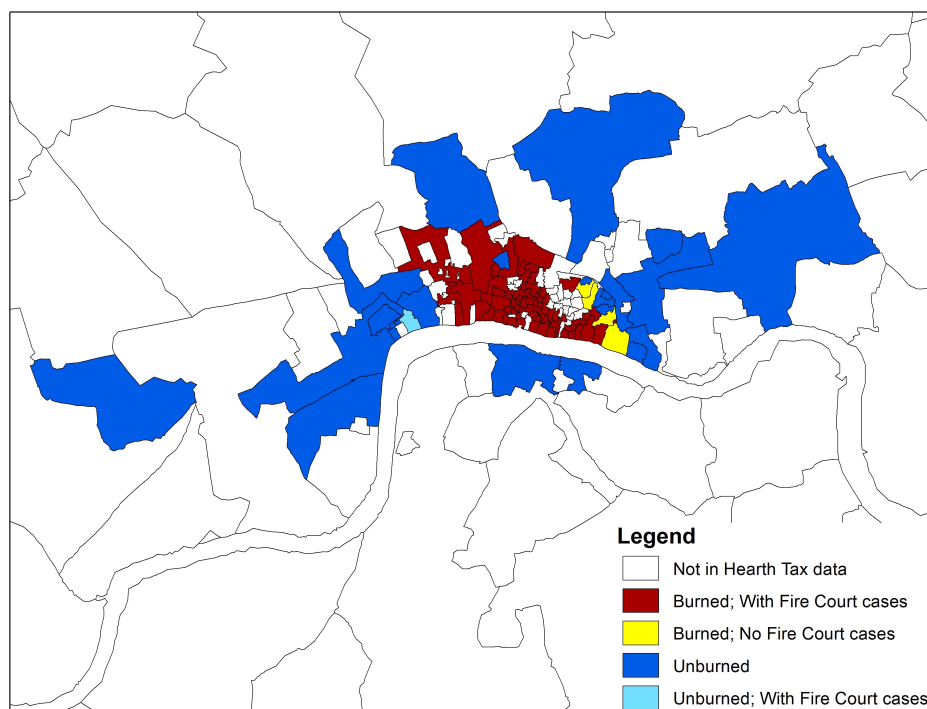 Legend
Not in Hearth Tax data
Burned; With Fire Court cases
Burned; No Fire Court cases
Unburned
Unburned; With Fire Court cases